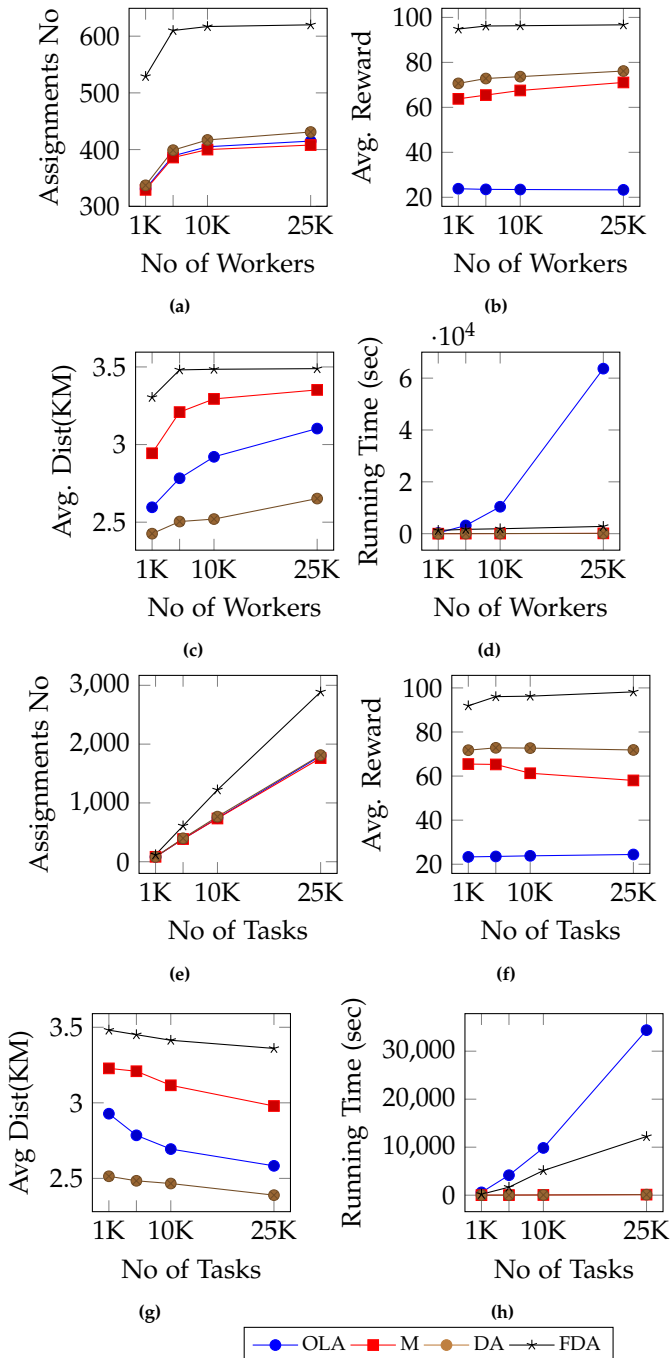 600
500
400
300
Assignments No
1K 10K 25K
No of Workers
(a)
100
80
60
40
20
Avg. Reward
1K 10K 25K
No of Workers
(b)
3.5
3
2.5
Avg. Dist(KM)
1K 10K 25K
No of Workers
(c)
·10⁴
6
4
2
0
Running Time (sec)
1K 10K 25K
No of Workers
(d)
3,000
2,000
1,000
0
Assignments No
1K 10K 25K
No of Tasks
(e)
100
80
60
40
20
Avg. Reward
1K 10K 25K
No of Tasks
(f)
3.5
3
2.5
Avg Dist(KM)
1K 10K 25K
No of Tasks
(g)
30,000
20,000
10,000
0
Running Time (sec)
1K 10K 25K
No of Tasks
(h)
OLA M DA FDA